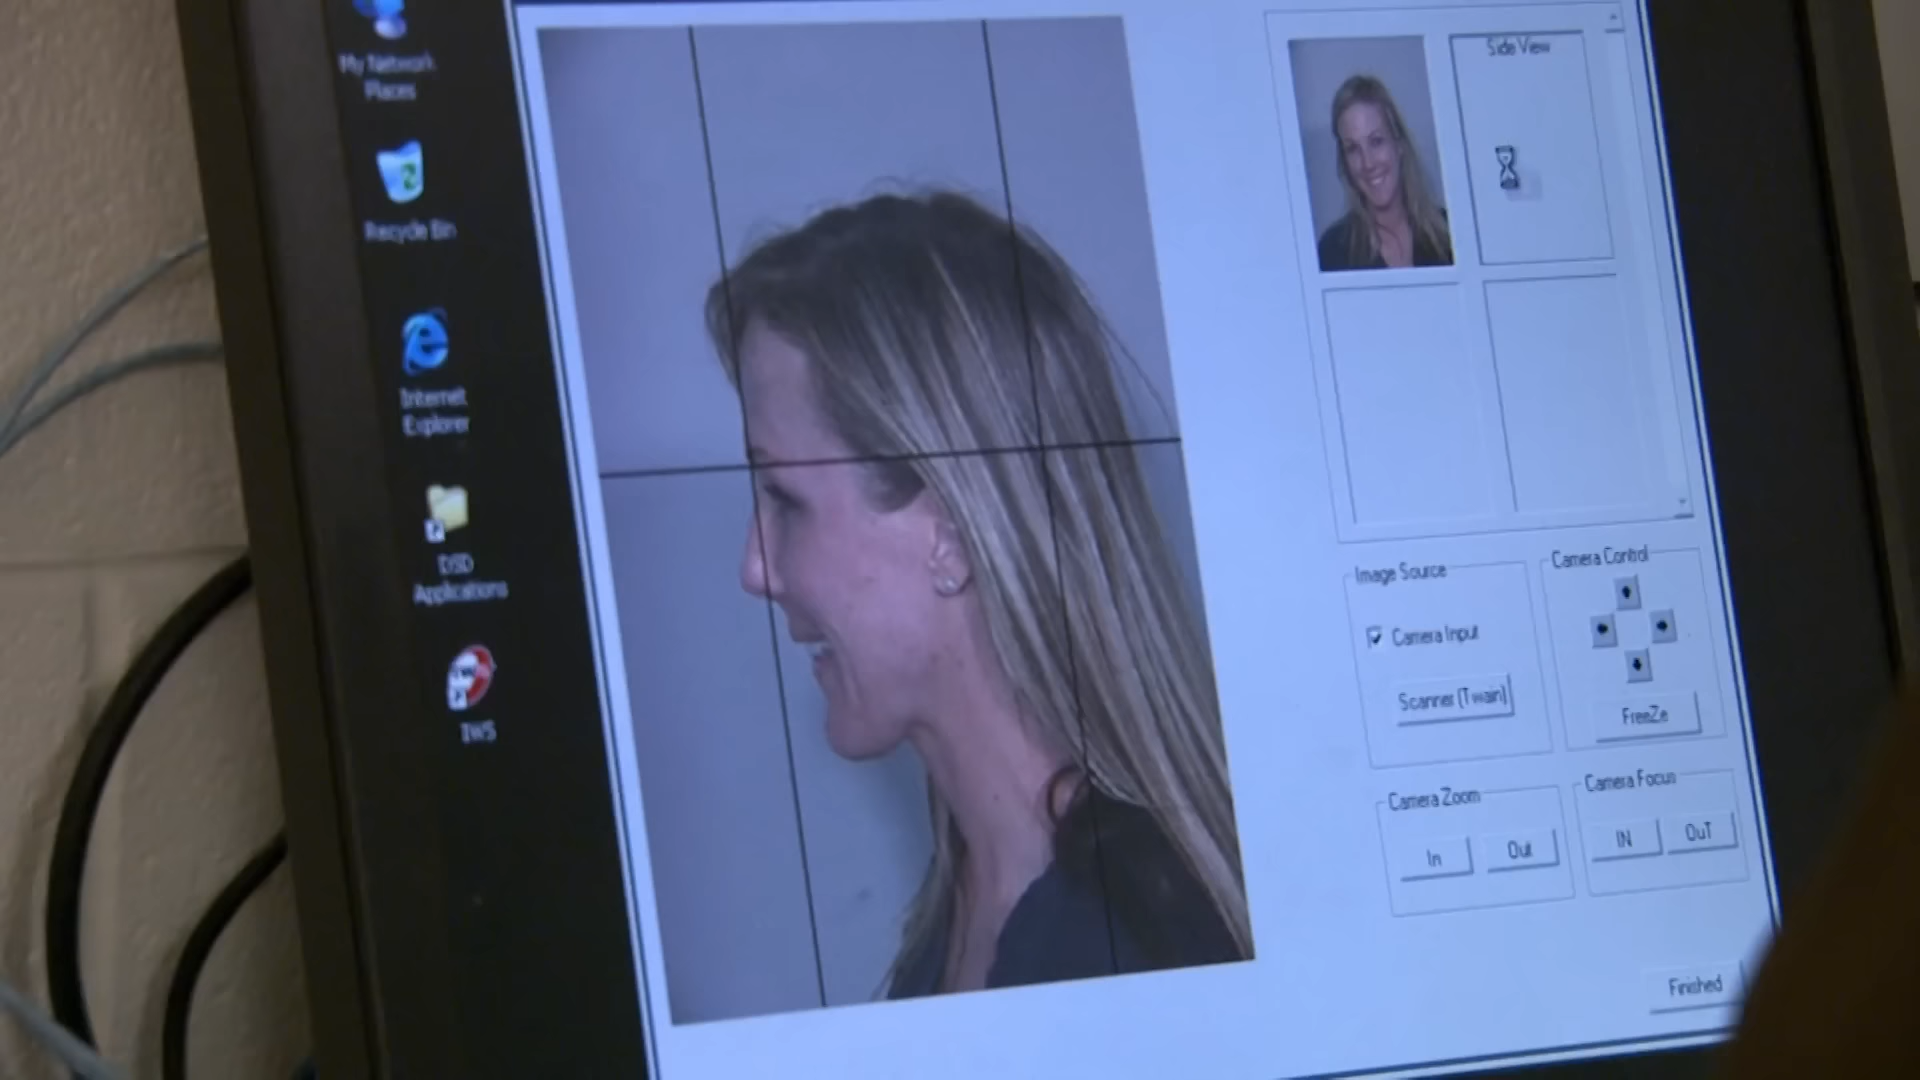 My Network
Places
Recycle Bin
Internet
Explorer
DSD
Applications
IWS
Side View
Image Source
Camera Input
Scanner (Twain)
Camera Control
FreeZe
Camera Zoom
In
Out
Camera Focus
IN
OuT
Finished